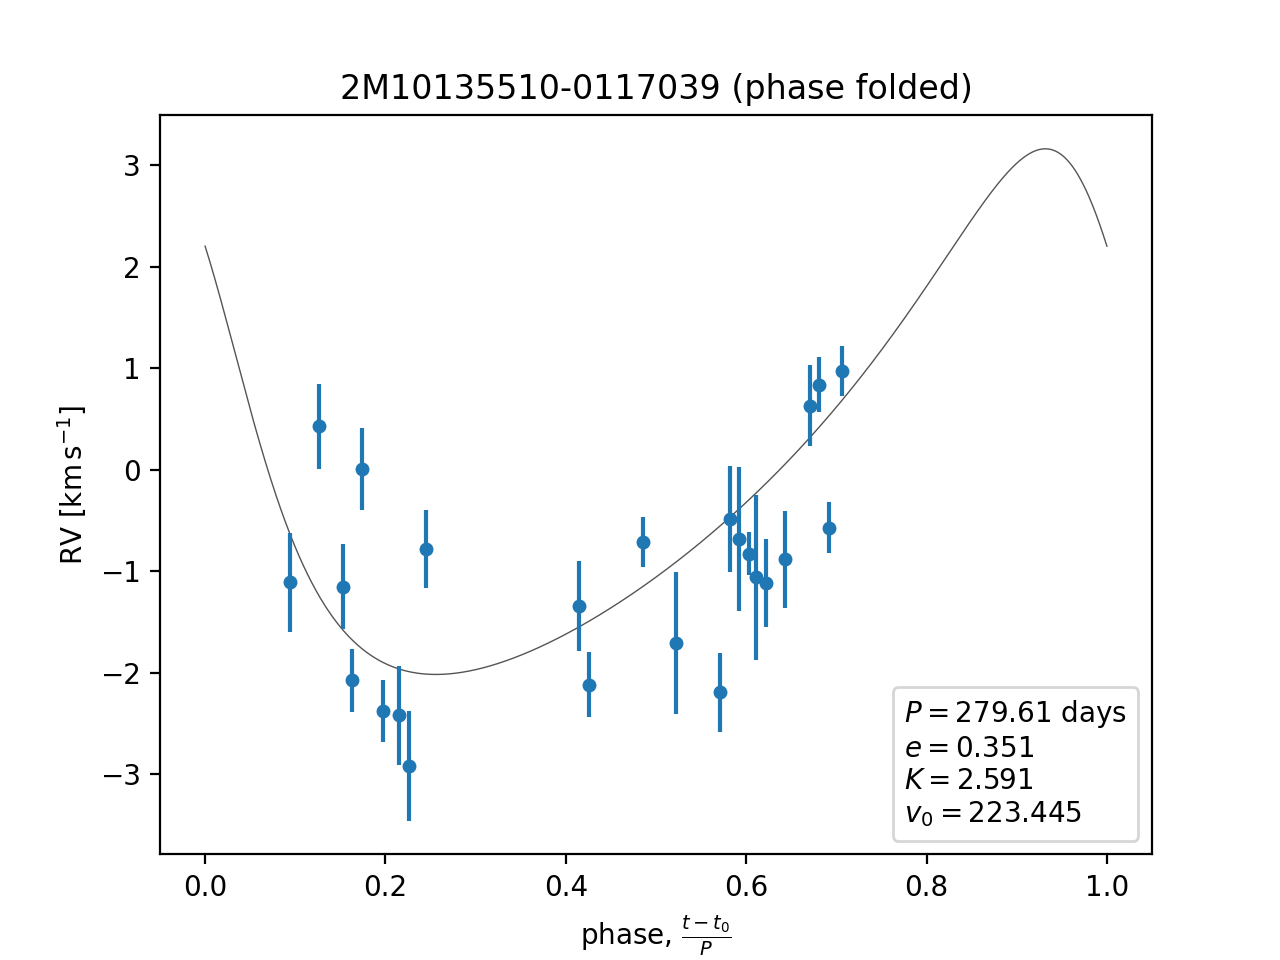 2M10135510-0117039 (phase folded)
RV [km s⁻¹]
3
2
1
0
−1
−2
−3
P = 279.61 days
e = 0.351
K = 2.591
v₀ = 223.445
0.0 0.2 0.4 0.6 0.8 1.0
phase, (t − t₀)/P